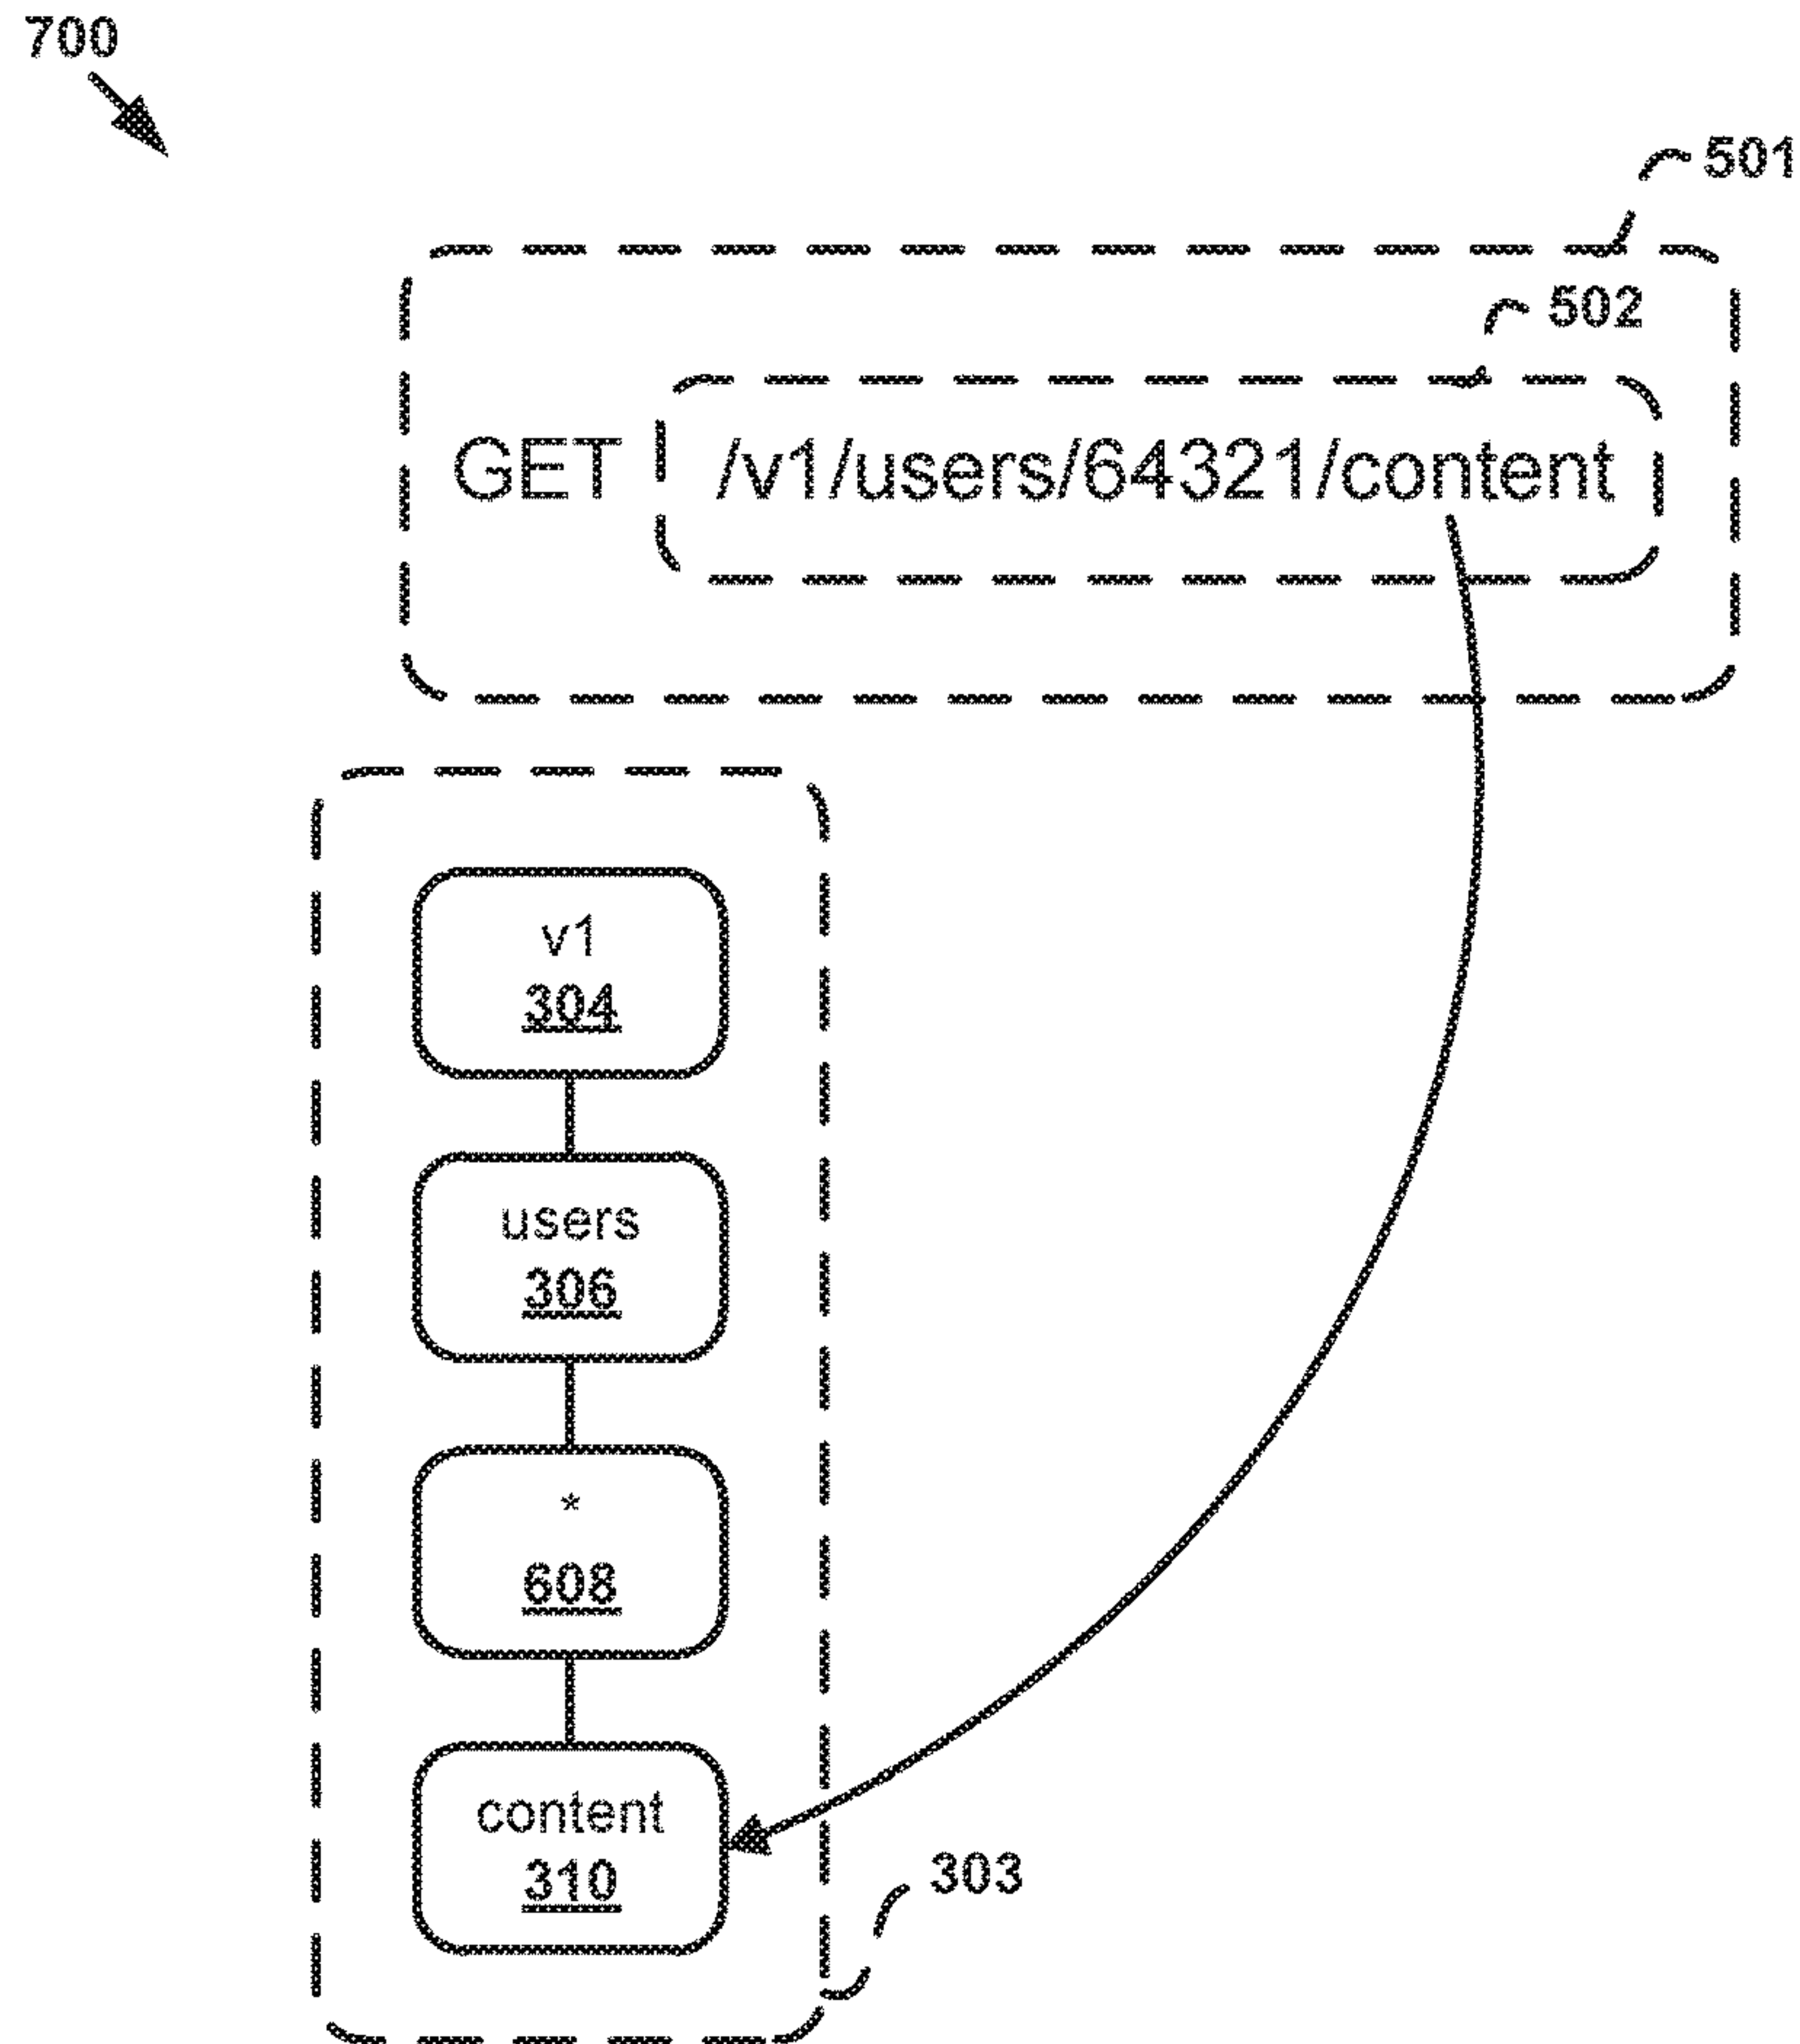 700
501
502
GET /v1/users/64321/content
v1
304
users
306
*
608
content
310
303